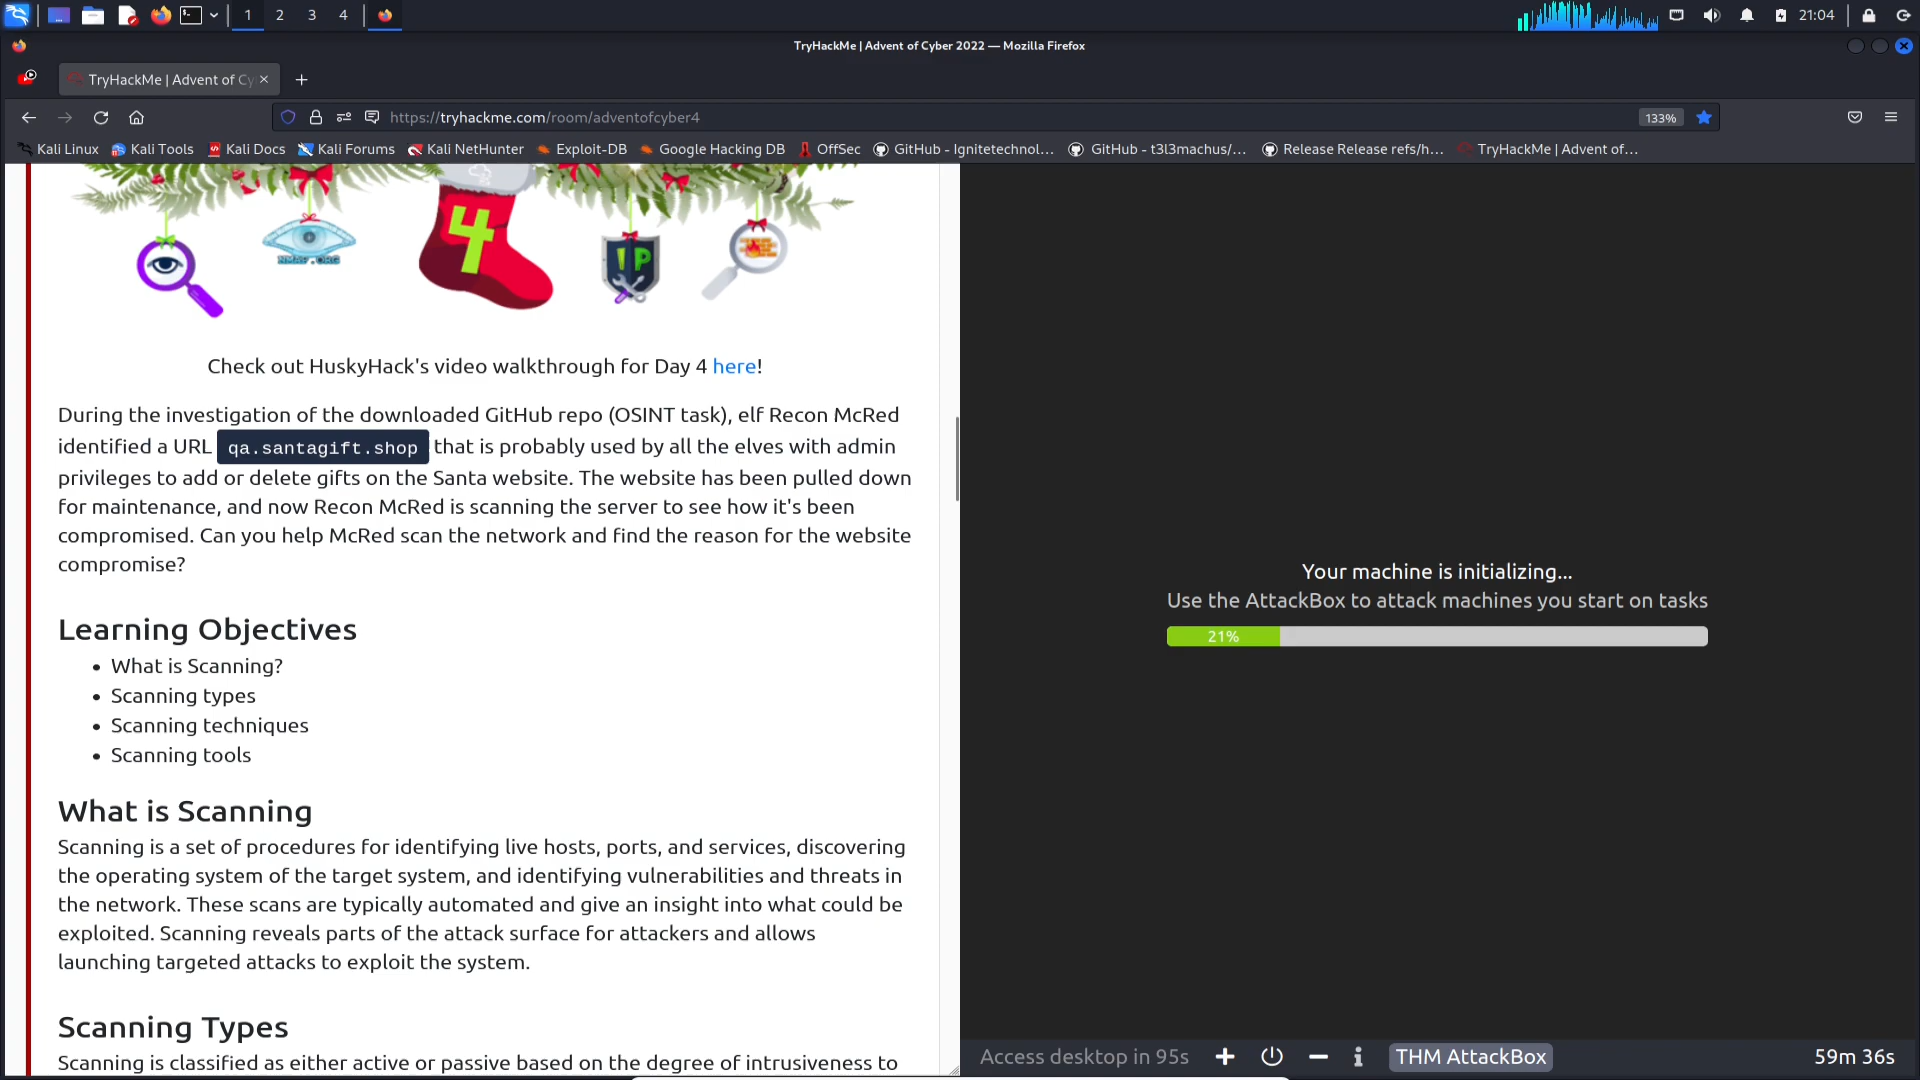 1 2 3 4
21:04
TryHackMe | Advent of Cyber 2022 — Mozilla Firefox
TryHackMe | Advent of Cy
https://tryhackme.com/room/adventofcyber4
133%
Kali Linux Kali Tools Kali Docs Kali Forums Kali NetHunter Exploit-DB Google Hacking DB OffSec GitHub - Ignitetechnol... GitHub - t3l3machus/... Release Release refs/h... TryHackMe | Advent of...
4
NMAP.ORG
IP
Check out HuskyHack's video walkthrough for Day 4 here!
During the investigation of the downloaded GitHub repo (OSINT task), elf Recon McRed
identified a URL qa.santagift.shop that is probably used by all the elves with admin
privileges to add or delete gifts on the Santa website. The website has been pulled down
for maintenance, and now Recon McRed is scanning the server to see how it's been
compromised. Can you help McRed scan the network and find the reason for the website
compromise?
Learning Objectives
• What is Scanning?
• Scanning types
• Scanning techniques
• Scanning tools
What is Scanning
Scanning is a set of procedures for identifying live hosts, ports, and services, discovering
the operating system of the target system, and identifying vulnerabilities and threats in
the network. These scans are typically automated and give an insight into what could be
exploited. Scanning reveals parts of the attack surface for attackers and allows
launching targeted attacks to exploit the system.
Scanning Types
Scanning is classified as either active or passive based on the degree of intrusiveness to
Your machine is initializing...
Use the AttackBox to attack machines you start on tasks
21%
Access desktop in 95s
THM AttackBox
59m 36s